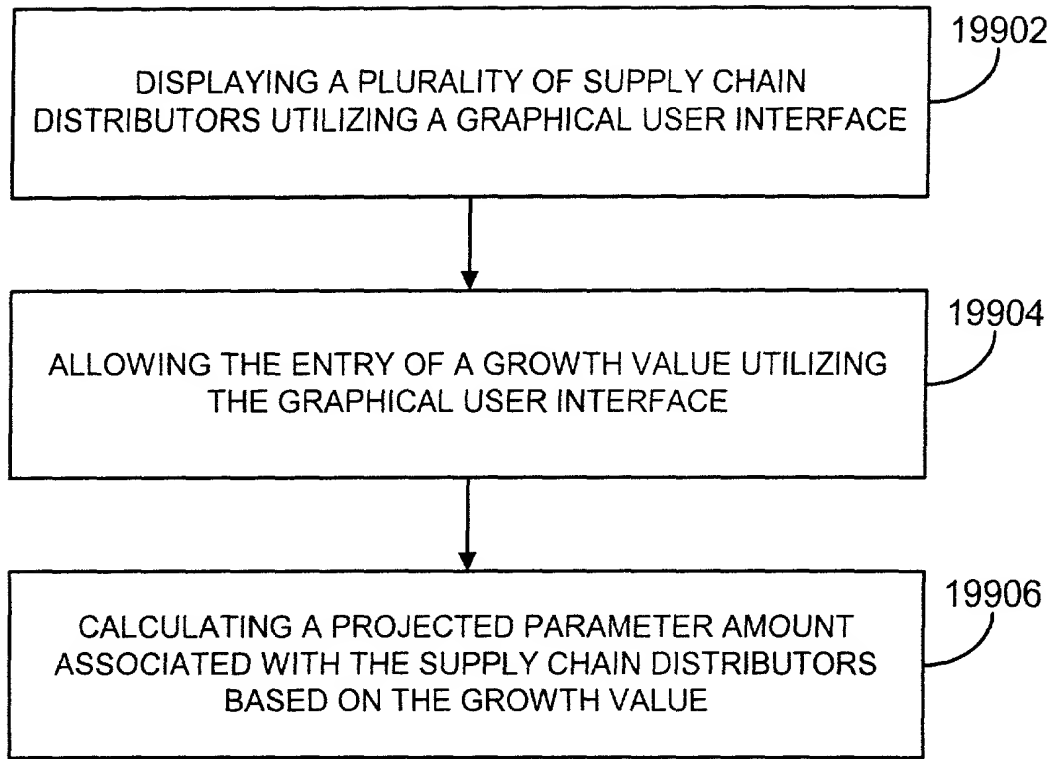 19902
DISPLAYING A PLURALITY OF SUPPLY CHAIN
DISTRIBUTORS UTILIZING A GRAPHICAL USER INTERFACE
19904
ALLOWING THE ENTRY OF A GROWTH VALUE UTILIZING
THE GRAPHICAL USER INTERFACE
19906
CALCULATING A PROJECTED PARAMETER AMOUNT
ASSOCIATED WITH THE SUPPLY CHAIN DISTRIBUTORS
BASED ON THE GROWTH VALUE